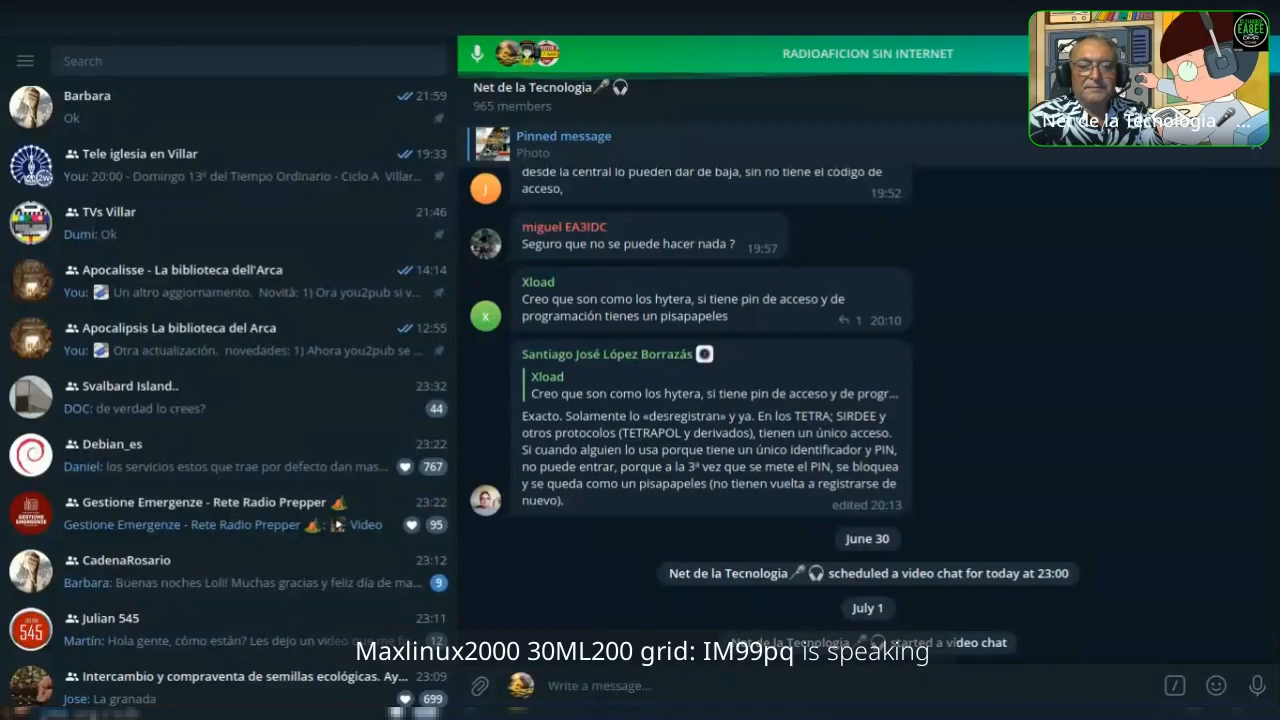 Search
Barbara
21:59
Ok
Tele iglesia en Villar
19:33
You: 20:00 - Domingo 13º del Tiempo Ordinario - Ciclo A Villar...
TVs Villar
21:46
Dumi: Ok
Apocalisse - La biblioteca dell'Arca
14:14
You: Un altro aggiornamento. Novità: 1) Ora you2pub si v...
Apocalipsis La biblioteca del Arca
12:55
You: Otra actualización. novedades: 1) Ahora you2pub se ...
Svalbard Island..
23:32
DOC: de verdad lo crees?
44
Debian_es
23:22
Daniel: los servicios estos que trae por defecto dan mas...
767
Gestione Emergenze - Rete Radio Prepper
23:22
Gestione Emergenze - Rete Radio Prepper : Video
95
CadenaRosario
23:12
Barbara: Buenas noches Loli! Muchas gracias y feliz día de ma...
9
Julian 545
23:11
Martín: Hola gente, cómo están? Les dejo un video que me
12
Intercambio y compraventa de semillas ecológicas. Ay...
23:09
Jose: La granada
699
RADIOAFICION SIN INTERNET
Net de la Tecnologia
965 members
Pinned message
Photo
desde la central lo pueden dar de baja, sin no tiene el código de
acceso,
19:52
J
miguel EA3IDC
Seguro que no se puede hacer nada ?
19:57
Xload
Creo que son como los hytera, si tiene pin de acceso y de
programación tienes un pisapapeles
1 20:10
X
Santiago José López Borrazás
Xload
Creo que son como los hytera, si tiene pin de acceso y de progr...
Exacto. Solamente lo «desregistran» y ya. En los TETRA; SIRDEE y
otros protocolos (TETRAPOL y derivados), tienen un único acceso.
Si cuando alguien lo usa porque tiene un único identificador y PIN,
no puede entrar, porque a la 3ª vez que se mete el PIN, se bloquea
y se queda como un pisapapeles (no tienen vuelta a registrarse de
nuevo).
edited 20:13
June 30
Net de la Tecnologia scheduled a video chat for today at 23:00
July 1
Net de la Tecnologia started a video chat
Maxlinux2000 30ML200 grid: IM99pq is speaking
Write a message...
Net de la Tecnologia ...
EA8EE
DMR
545